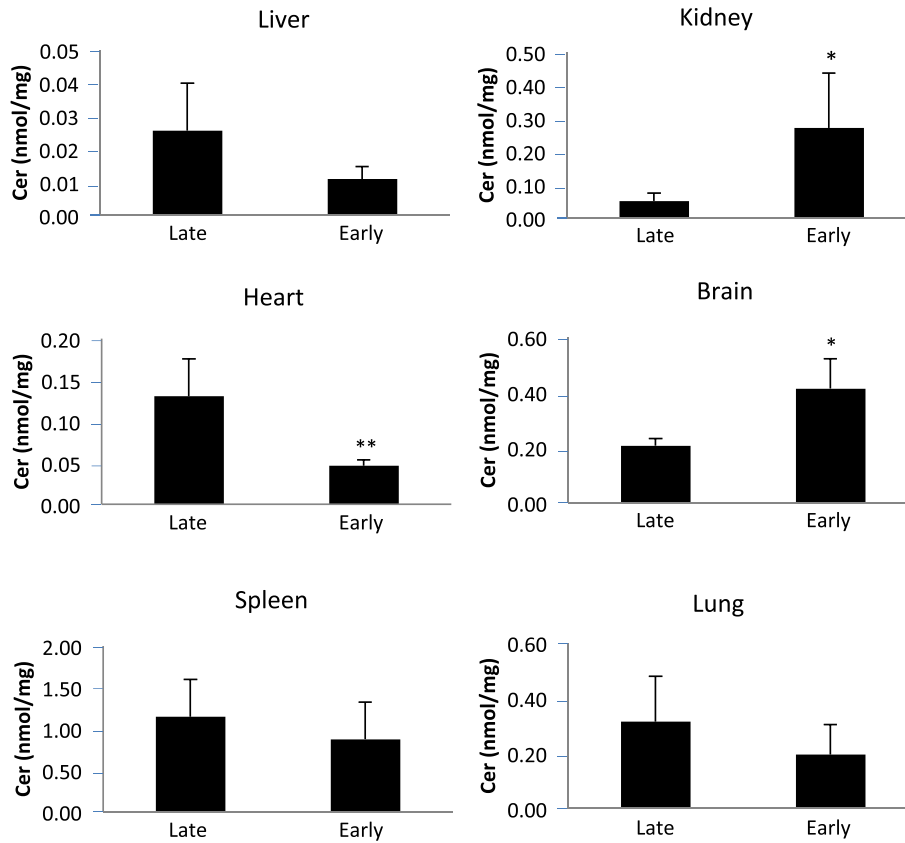 Liver
Cer (nmol/mg)
0.05
0.04
0.03
0.02
0.01
0.00
Late Early
Kidney
Cer (nmol/mg)
0.50
0.40
0.30
0.20
0.10
0.00
*
Late Early
Heart
Cer (nmol/mg)
0.20
0.15
0.10
0.05
0.00
**
Late Early
Brain
Cer (nmol/mg)
0.60
0.40
0.20
0.00
*
Late Early
Spleen
Cer (nmol/mg)
2.00
1.50
1.00
0.50
0.00
Late Early
Lung
Cer (nmol/mg)
0.60
0.40
0.20
0.00
Late Early